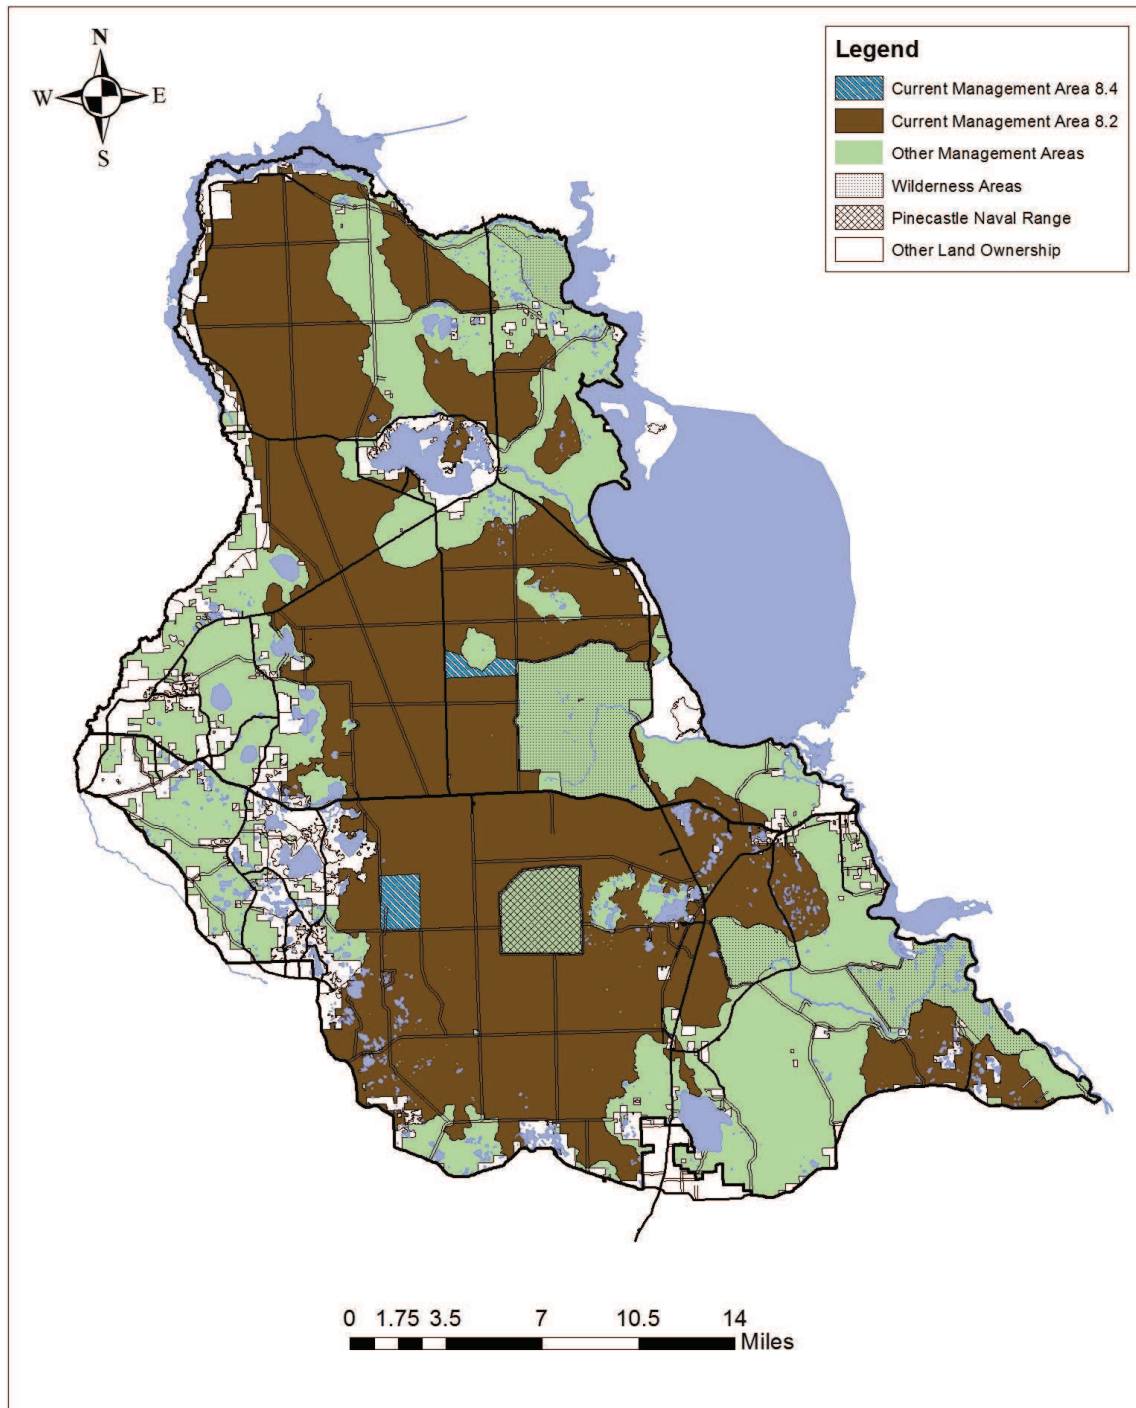 N
W E
S
Legend
Current Management Area 8.4
Current Management Area 8.2
Other Management Areas
Wilderness Areas
Pinecastle Naval Range
Other Land Ownership
0 1.75 3.5 7 10.5 14
Miles